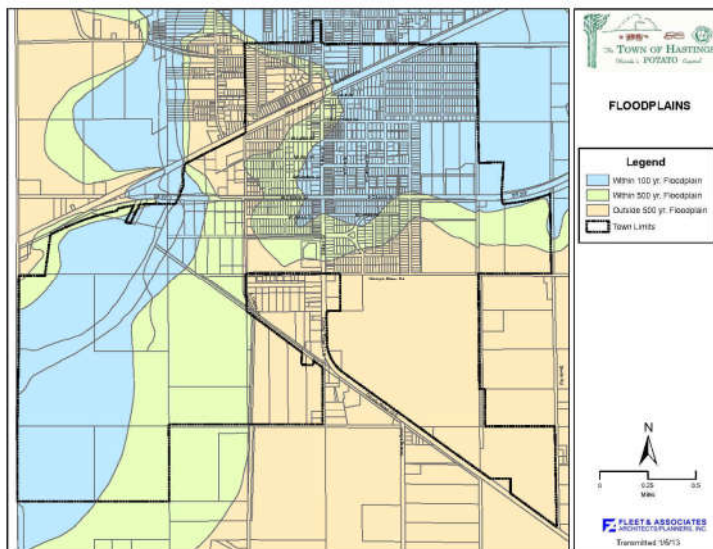 The TOWN OF HASTINGS
Florida's POTATO Capital
FLOODPLAINS
Legend
Within 100 yr. Floodplain
Within 500 yr. Floodplain
Outside 500 yr. Floodplain
Town Limits
N
0 0.25 0.5
Miles
FLEET & ASSOCIATES
ARCHITECTS/PLANNERS, INC.
Transmitted 1/6/13